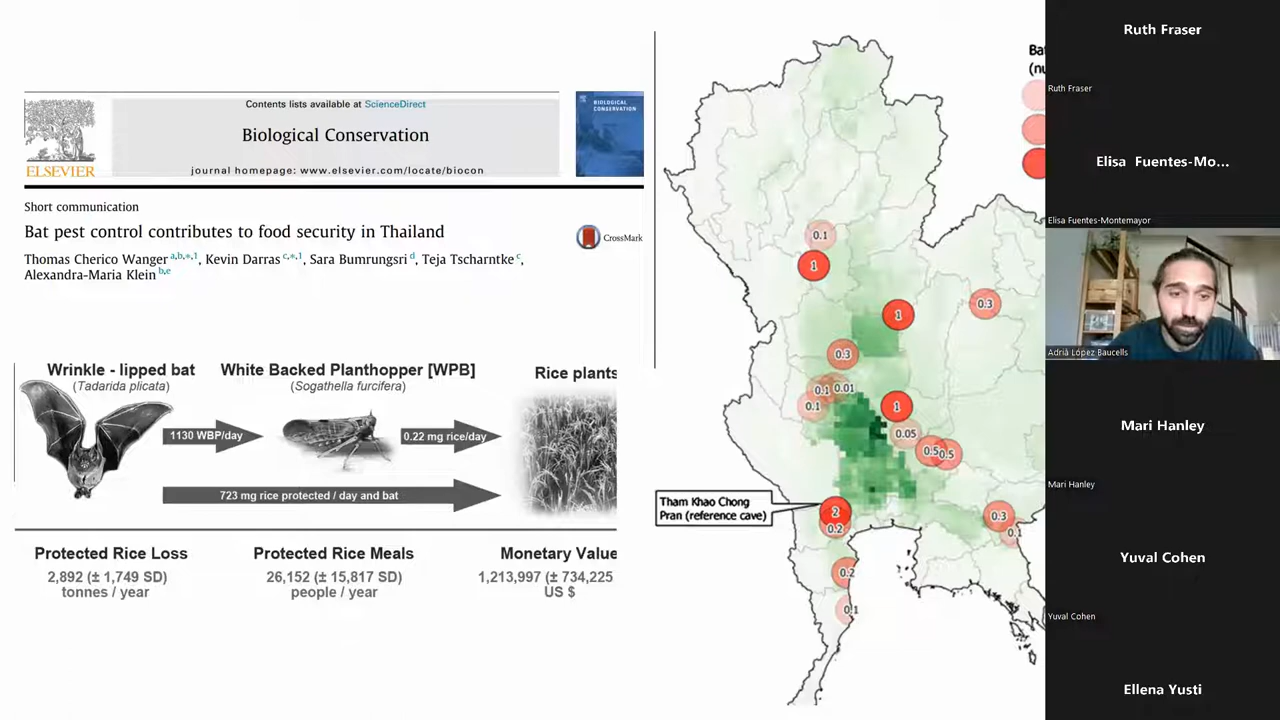 Contents lists available at ScienceDirect
BIOLOGICAL
CONSERVATION
Biological Conservation
ELSEVIER
journal homepage: www.elsevier.com/locate/biocon
Short communication
Bat pest control contributes to food security in Thailand
CrossMark
Thomas Cherico Wanger a,b,*,1, Kevin Darras c,*,1, Sara Bumrungsri d, Teja Tscharntke c,
Alexandra-Maria Klein b,e
Wrinkle - lipped bat
(Tadarida plicata)
White Backed Planthopper [WPB]
(Sogathella furcifera)
Rice plants
1130 WBP/day
0.22 mg rice/day
723 mg rice protected / day and bat
Protected Rice Loss
2,892 (± 1,749 SD)
tonnes / year
Protected Rice Meals
26,152 (± 15,817 SD)
people / year
Monetary Value
1,213,997 (± 734,225
US $
Bat
(nu
0.1
1
1
0.3
0.3
0.1
0.01
0.1
1
0.05
0.5
0.5
Tham Khao Chong
Pran (reference cave)
2
0.2
0.3
0.1
0.2
0.1
Ruth Fraser
Ruth Fraser
Elisa Fuentes-Mo...
Elisa Fuentes-Montemayor
Adrià López Baucells
Mari Hanley
Mari Hanley
Yuval Cohen
Yuval Cohen
Ellena Yusti